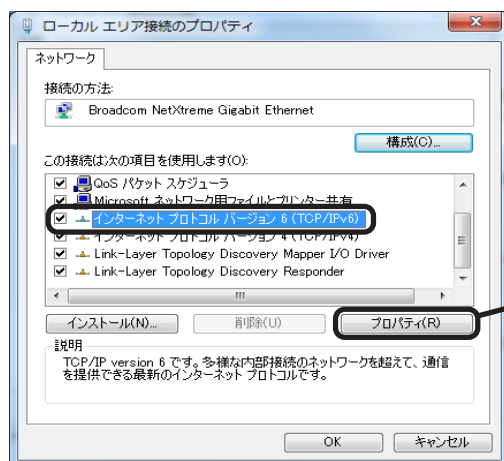 ローカル エリア接続のプロパティ
ネットワーク
接続の方法:
Broadcom NetXtreme Gigabit Ethernet
構成(C)...
この接続は次の項目を使用します(O):
QoS パケット スケジューラ
Microsoft ネットワーク用ファイルとプリンター共有
インターネット プロトコル バージョン 6 (TCP/IPv6)
インターネット プロトコル バージョン 4 (TCP/IPv4)
Link-Layer Topology Discovery Mapper I/O Driver
Link-Layer Topology Discovery Responder
インストール(N)...
削除(U)
プロパティ(R)
説明
TCP/IP version 6 です。多様な内部接続のネットワークを超えて、通信
を提供できる最新のインターネット プロトコルです。
OK
キャンセル